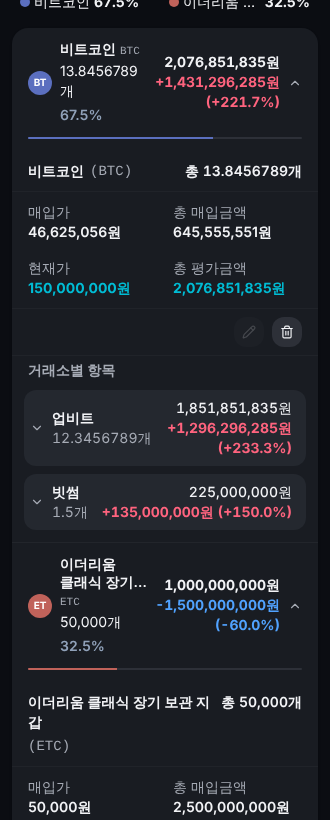 비트코인 67.5% 이더리움 ... 32.5%
비트코인 BTC
2,076,851,835원
BT
13.8456789
개
+1,431,296,285원
(+221.7%)
67.5%
비트코인 (BTC) 총 13.8456789개
매입가 총 매입금액
46,625,056원 645,555,551원
현재가 총 평가금액
150,000,000원 2,076,851,835원
거래소별 항목
업비트 1,851,851,835원
12.3456789개 +1,296,296,285원
(+233.3%)
빗썸 225,000,000원
1.5개 +135,000,000원 (+150.0%)
이더리움
클래식 장기...
1,000,000,000원
ET
ETC
-1,500,000,000원
50,000개
(-60.0%)
32.5%
이더리움 클래식 장기 보관 지 총 50,000개
갑
(ETC)
매입가 총 매입금액
50,000원 2,500,000,000원